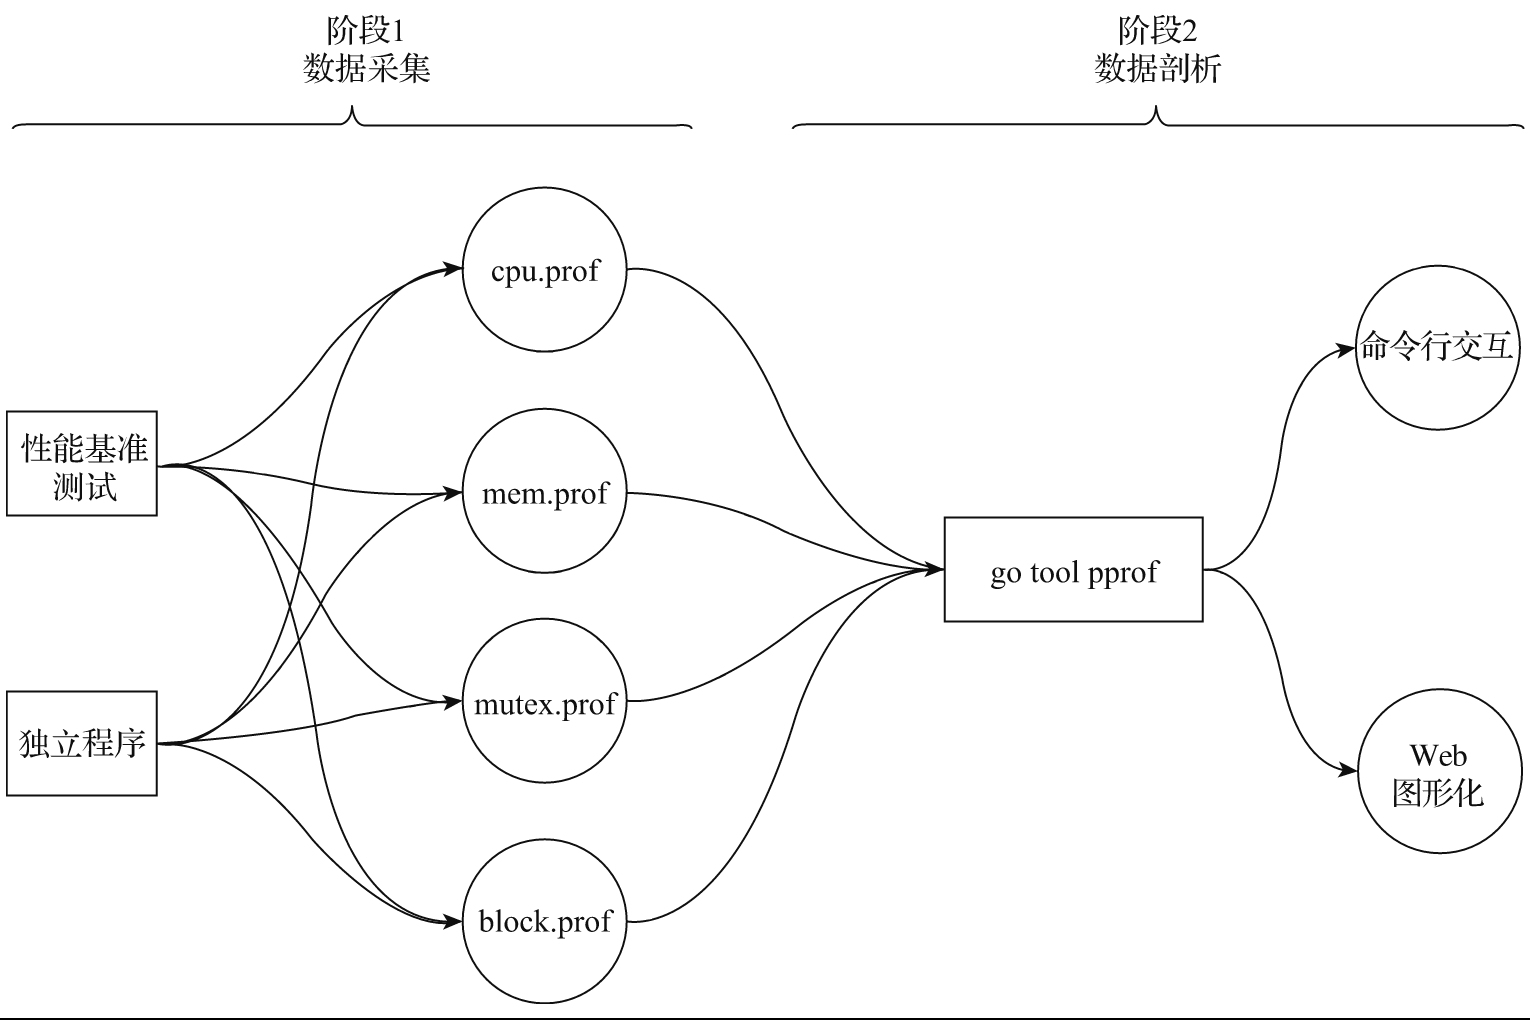 阶段1
数据采集
阶段2
数据剖析
cpu.prof
命令行交互
性能基准
测试
mem.prof
go tool pprof
mutex.prof
独立程序
Web
图形化
block.prof